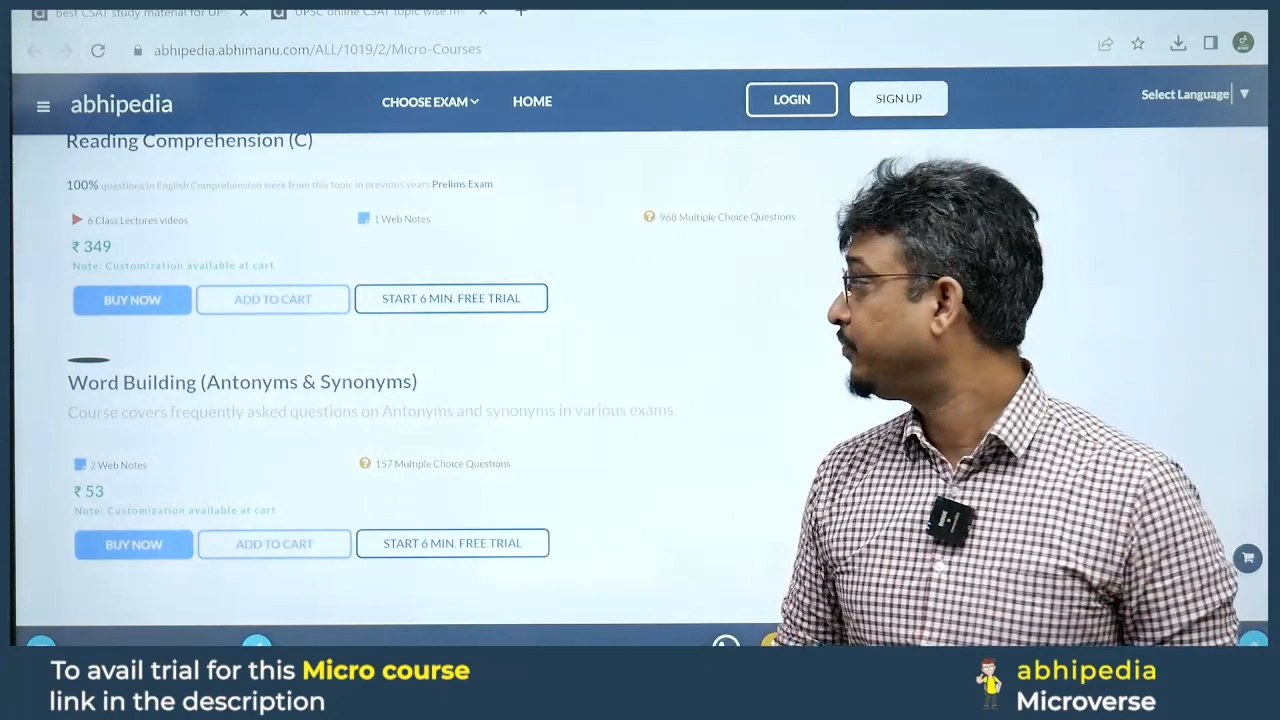 Best CSAT study material for UP
UPSC online CSAT topic wise m
abhipedia.abhimanu.com/ALL/1019/2/Micro-Courses
abhipedia
CHOOSE EXAM
HOME
LOGIN
SIGN UP
Select Language
Reading Comprehension (C)
100% questions in English Comprehension were from this topic in previous years Prelims Exam
6 Class Lectures videos
1 Web Notes
968 Multiple Choice Questions
₹ 349
Note: Customization available at cart
BUY NOW
ADD TO CART
START 6 MIN. FREE TRIAL
Word Building (Antonyms & Synonyms)
Course covers frequently asked questions on Antonyms and synonyms in various exams.
2 Web Notes
157 Multiple Choice Questions
₹ 53
Note: Customization available at cart
BUY NOW
ADD TO CART
START 6 MIN. FREE TRIAL
To avail trial for this Micro course
link in the description
abhipedia
Microverse